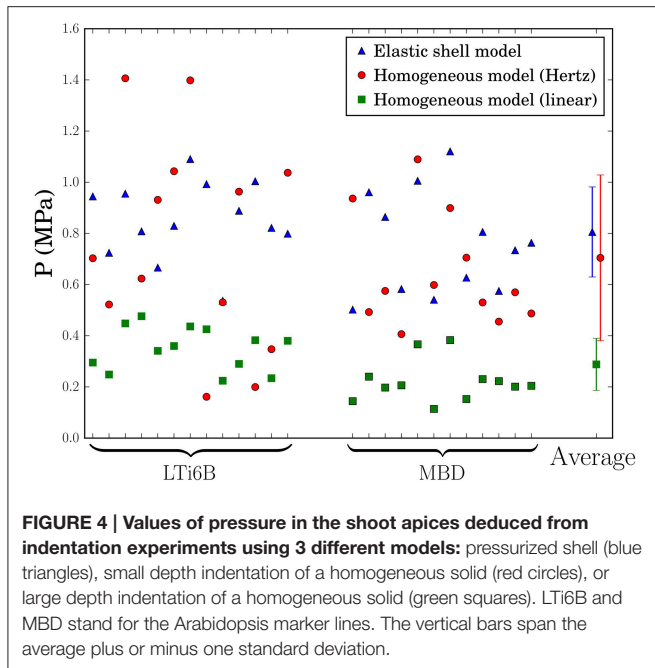 1.6
1.4
1.2
1.0
0.8
0.6
0.4
0.2
0.0
P (MPa)
Elastic shell model
Homogeneous model (Hertz)
Homogeneous model (linear)
LTi6B
MBD
Average
FIGURE 4 | Values of pressure in the shoot apices deduced from
indentation experiments using 3 different models: pressurized shell (blue
triangles), small depth indentation of a homogeneous solid (red circles), or
large depth indentation of a homogeneous solid (green squares). LTi6B and
MBD stand for the Arabidopsis marker lines. The vertical bars span the
average plus or minus one standard deviation.